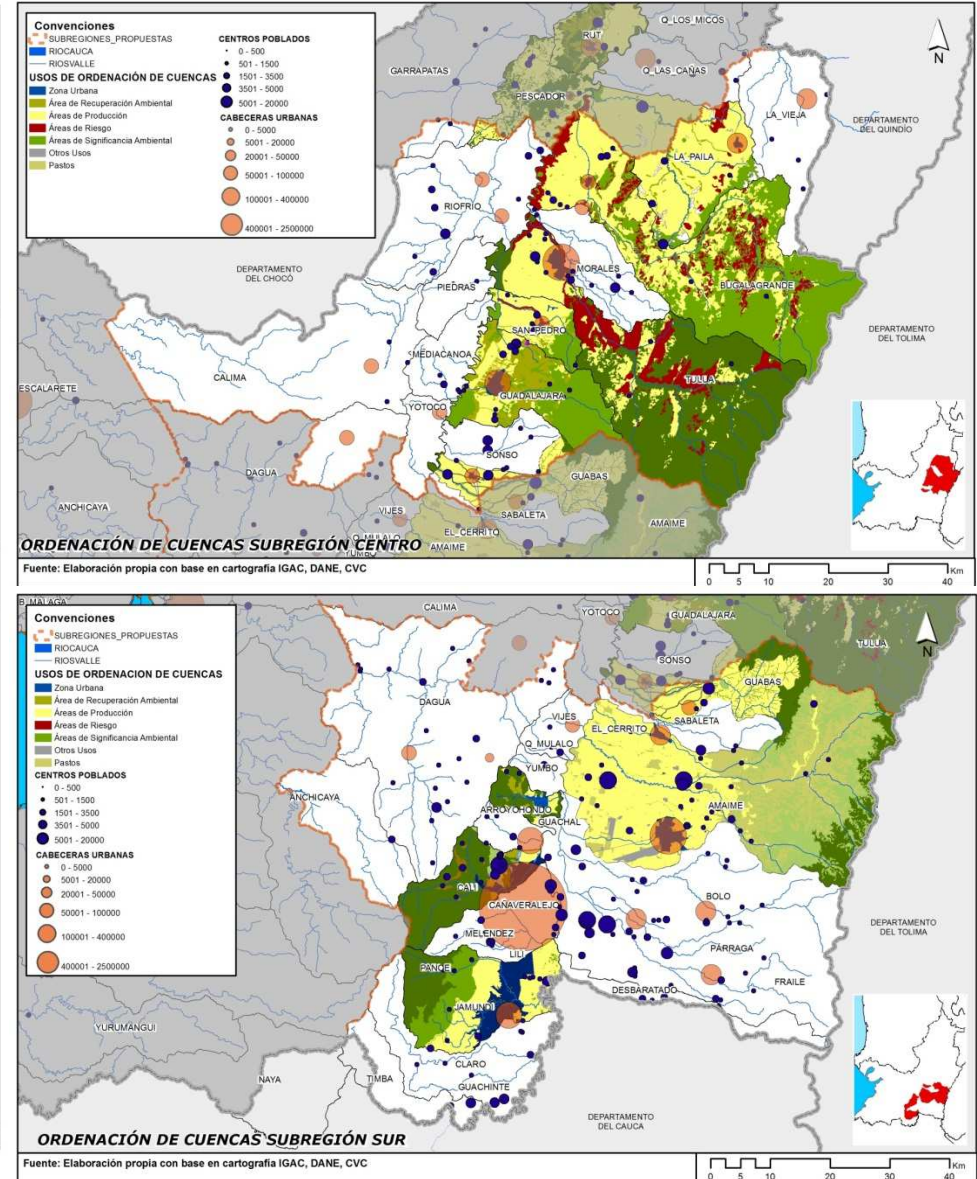 Convenciones
SUBREGIONES_PROPUESTAS
RIOCAUCA
RIOSVALLE
USOS DE ORDENACIÓN DE CUENCAS
Zona Urbana
Área de Recuperación Ambiental
Áreas de Producción
Áreas de Riesgo
Áreas de Significancia Ambiental
Otros Usos
Pastos
CENTROS POBLADOS
0 - 500
501 - 1500
1501 - 3500
3501 - 5000
5001 - 20000
CABECERAS URBANAS
0 - 5000
5001 - 20000
20001 - 50000
50001 - 100000
100001 - 400000
400001 - 2500000
Q_LOS_MICOS
RUT
N
GARRAPATAS
Q_LAS_CAÑAS
PESCADOR
LA_VIEJA
DEPARTAMENTO
DEL QUINDÍO
LA_PAILA
RIOFRIO
DEPARTAMENTO
DEL CHOCÓ
MORALES
PIEDRAS
BUGALAGRANDE
SAN_PEDRO
DEPARTAMENTO
DEL TOLIMA
MEDIACANOA
CALIMA
TULUA
ESCALARETE
GUADALAJARA
YOTOCO
SONSO
DAGUA
GUABAS
ANCHICAYA
VIJES
SABALETA
Q_MULALO
EL_CERRITO
AMAIME
YUMBO
AMAIME
ORDENACIÓN DE CUENCAS SUBREGIÓN CENTRO
Fuente: Elaboración propia con base en cartografía IGAC, DANE, CVC
Km
0 5 10 20 30 40
B_MALAGA
CALIMA
YOTOCO
GUADALAJARA
Convenciones
SUBREGIONES_PROPUESTAS
RIOCAUCA
RIOSVALLE
USOS DE ORDENACION DE CUENCAS
Zona Urbana
Área de Recuperación Ambiental
Áreas de Producción
Áreas de Riesgo
Áreas de Significancia Ambiental
Otros Usos
Pastos
CENTROS POBLADOS
0 - 500
501 - 1500
1501 - 3500
3501 - 5000
5001 - 20000
CABECERAS URBANAS
0 - 5000
5001 - 20000
20001 - 50000
50001 - 100000
100001 - 400000
400001 - 2500000
TULUA
N
SONSO
GUABAS
DAGUA
VIJES
SABALETA
EL_CERRITO
Q_MULALO
YUMBO
ANCHICAYA
ARROYOHONDO
AMAIME
GUACHAL
CALI
BOLO
CAÑAVERALEJO
MELENDEZ
DEPARTAMENTO
DEL TOLIMA
PARRAGA
LILI
PANCE
FRAILE
DESBARATADO
JAMUNDI
YURUMANGUI
CLARO
NAYA
TIMBA
GUACHINTE
DEPARTAMENTO
DEL CAUCA
ORDENACIÓN DE CUENCAS SUBREGIÓN SUR
Fuente: Elaboración propia con base en cartografía IGAC, DANE, CVC
Km
0 5 10 20 30 40